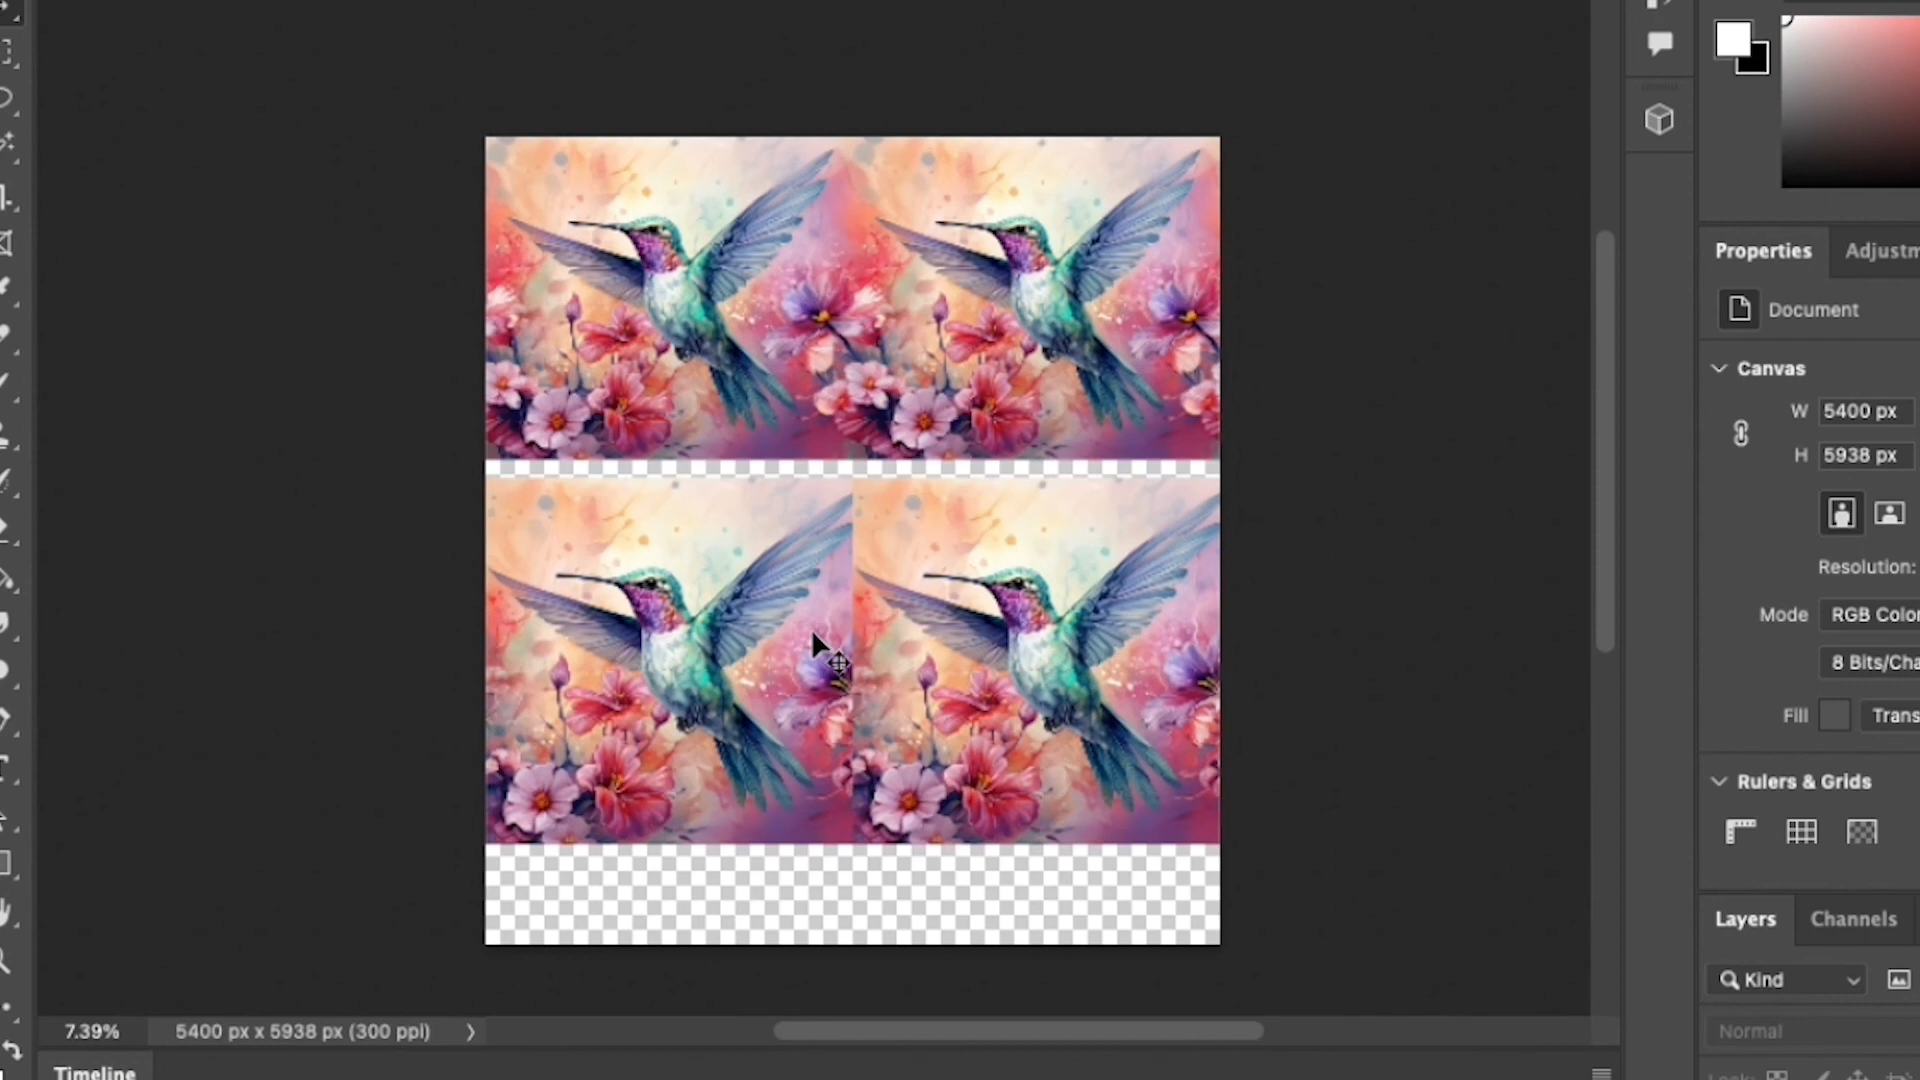 Properties
Adjustm
Document
Canvas
W 5400 px
H 5938 px
Resolution:
Mode RGB Color
8 Bits/Cha
Fill Trans
Rulers & Grids
Layers Channels
Kind
Normal
Lock:
7.39% 5400 px x 5938 px (300 ppi)
Timeline